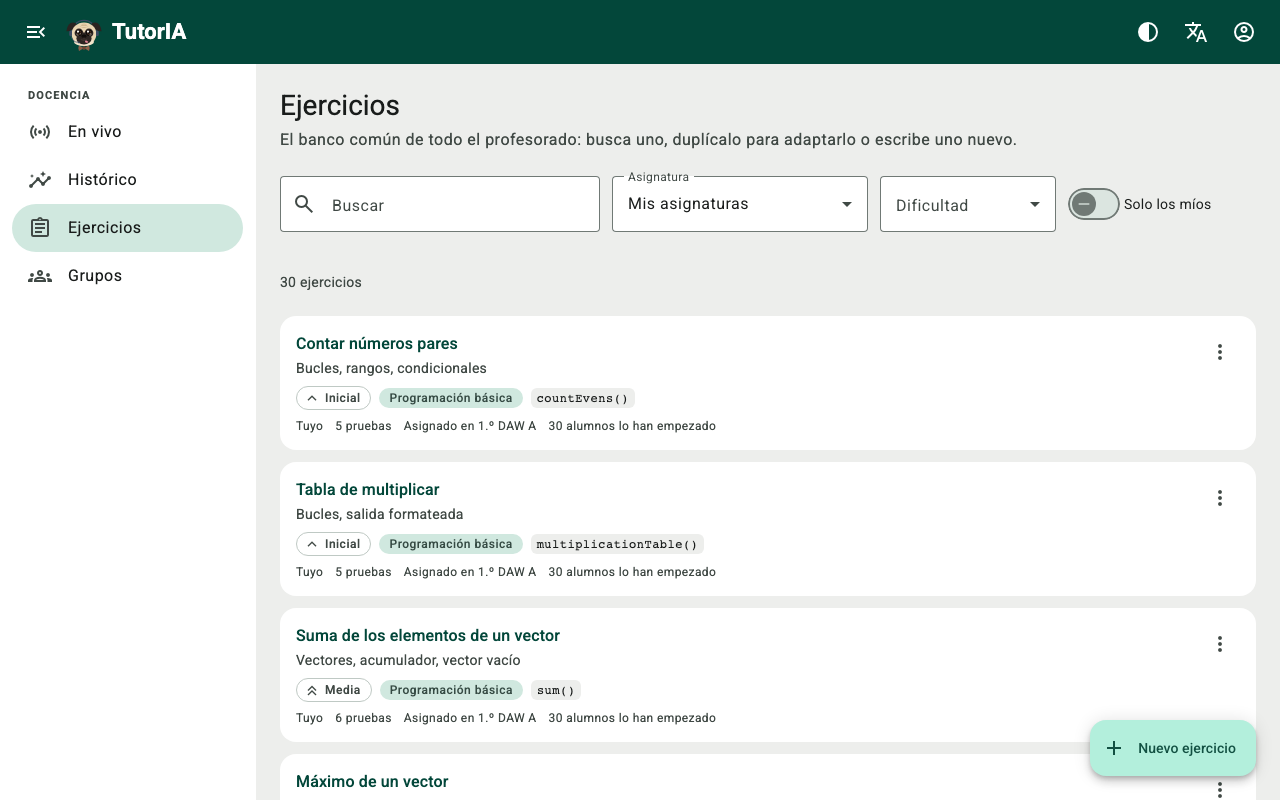 TutorIA
DOCENCIA
En vivo
Histórico
Ejercicios
Grupos
Ejercicios
El banco común de todo el profesorado: busca uno, duplícalo para adaptarlo o escribe uno nuevo.
Buscar
Asignatura
Mis asignaturas
Dificultad
Solo los míos
30 ejercicios
Contar números pares
Bucles, rangos, condicionales
Inicial Programación básica countEvens()
Tuyo 5 pruebas Asignado en 1.º DAW A 30 alumnos lo han empezado
Tabla de multiplicar
Bucles, salida formateada
Inicial Programación básica multiplicationTable()
Tuyo 5 pruebas Asignado en 1.º DAW A 30 alumnos lo han empezado
Suma de los elementos de un vector
Vectores, acumulador, vector vacío
Media Programación básica sum()
Tuyo 6 pruebas Asignado en 1.º DAW A 30 alumnos lo han empezado
Nuevo ejercicio
Máximo de un vector